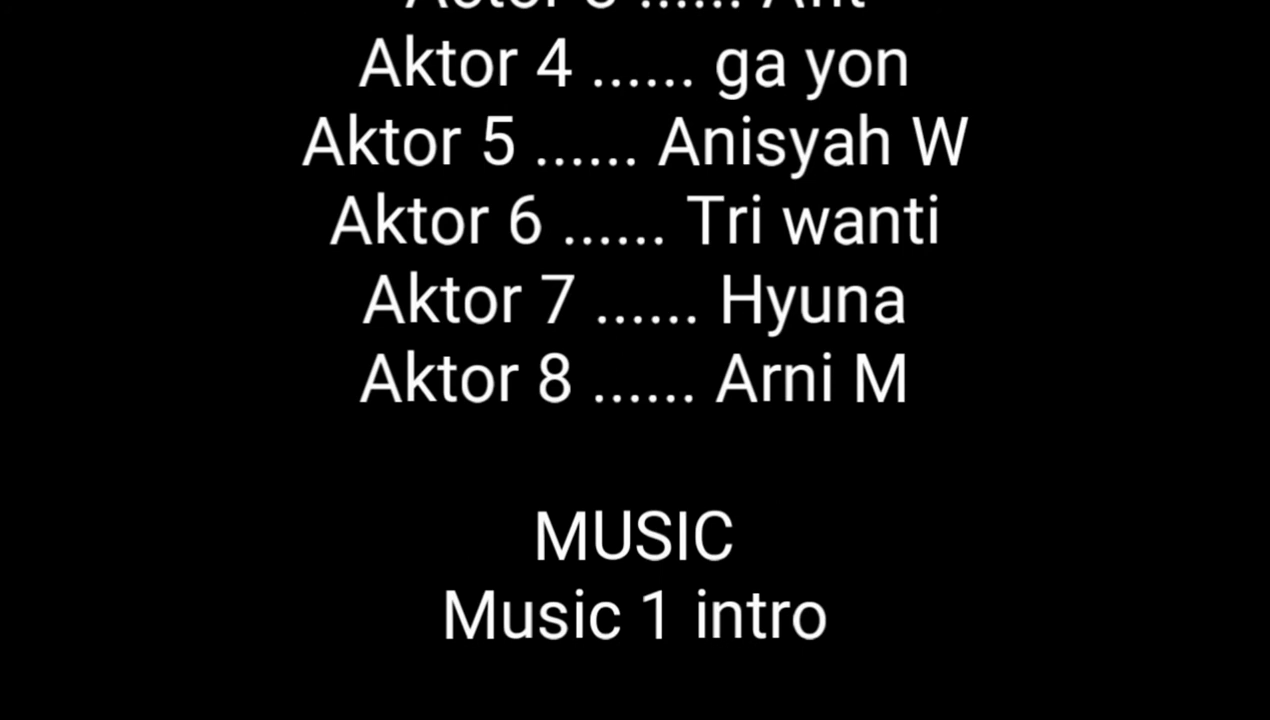 Aktor 4 ...... ga yon
Aktor 5 ...... Anisyah W
Aktor 6 ...... Tri wanti
Aktor 7 ...... Hyuna
Aktor 8 ...... Arni M
MUSIC
Music 1 intro